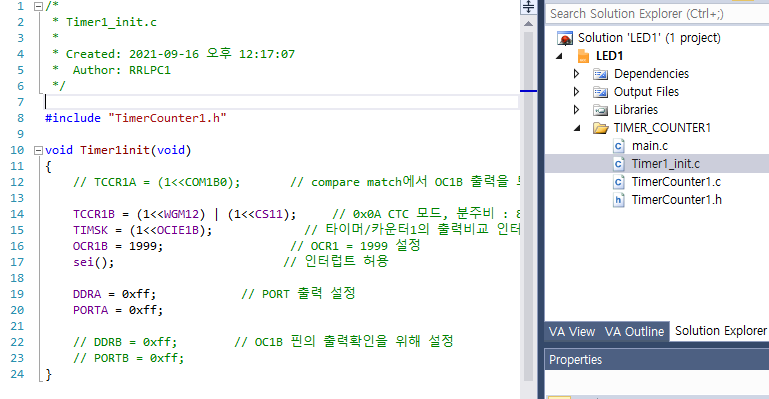 1 /*
2 * Timer1_init.c
3 *
4 * Created: 2021-09-16 오후 12:17:07
5 *  Author: RRLPC1
6 */
7
8 #include "TimerCounter1.h"
9
10 void Timer1init(void)
11 {
12 // TCCR1A = (1<<COM1B0); // compare match에서 OC1B 출력을
13
14 TCCR1B = (1<<WGM12) | (1<<CS11); // 0x0A CTC 모드, 분주비 : 8
15 TIMSK = (1<<OCIE1B); // 타이머/카운터1의 출력비교 인터
16 OCR1B = 1999; // OCR1 = 1999 설정
17 sei(); // 인터럽트 허용
18
19 DDRA = 0xff; // PORT 출력 설정
20 PORTA = 0xff;
21
22 // DDRB = 0xff; // OC1B 핀의 출력확인을 위해 설정
23 // PORTB = 0xff;
24 }
Search Solution Explorer (Ctrl+;)
Solution 'LED1' (1 project)
LED1
Dependencies
Output Files
Libraries
TIMER_COUNTER1
main.c
Timer1_init.c
TimerCounter1.c
TimerCounter1.h
VA View VA Outline Solution Explorer
Properties